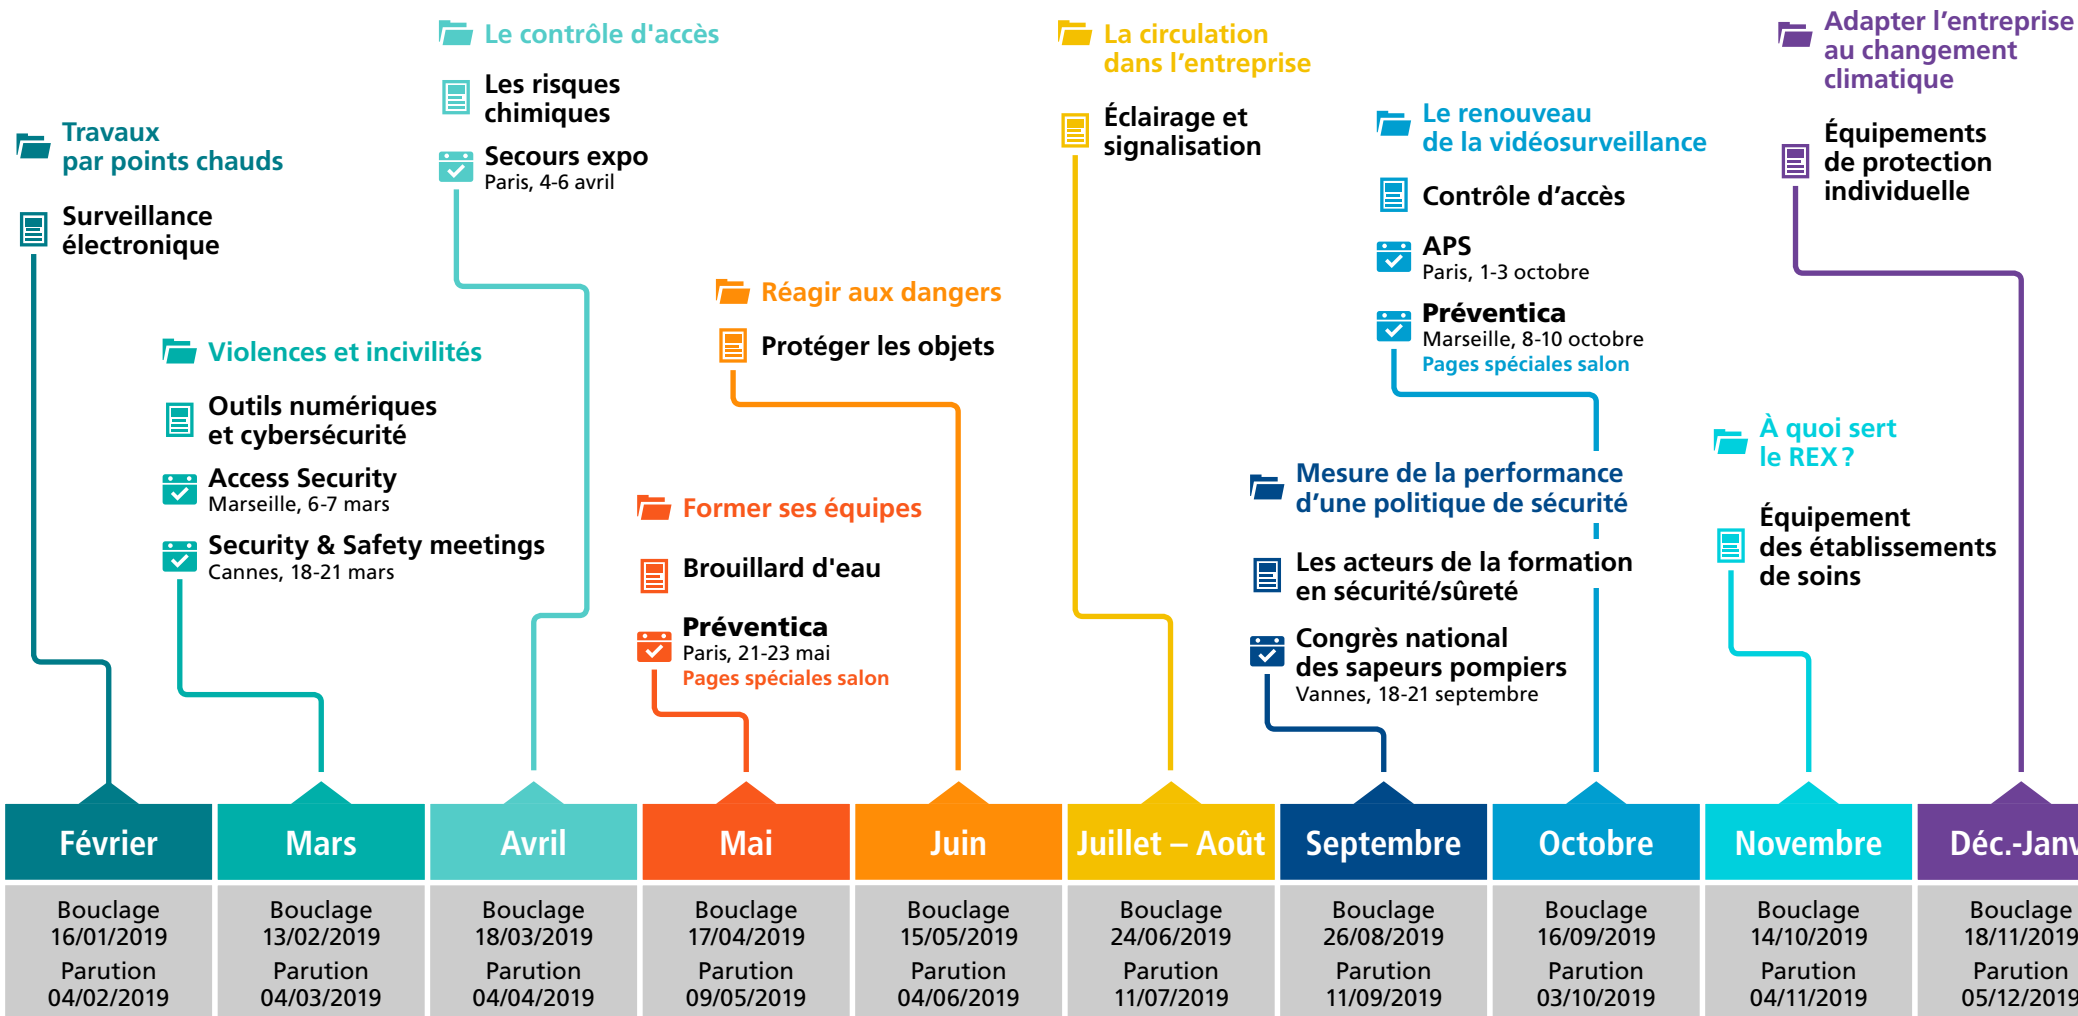 Travaux
par points chauds
Surveillance
électronique
Violences et incivilités
Outils numériques
et cybersécurité
Access Security
Marseille, 6-7 mars
Security & Safety meetings
Cannes, 18-21 mars
Le contrôle d'accès
Les risques
chimiques
Secours expo
Paris, 4-6 avril
Former ses équipes
Brouillard d'eau
Préventica
Paris, 21-23 mai
Pages spéciales salon
Réagir aux dangers
Protéger les objets
La circulation
dans l’entreprise
Éclairage et
signalisation
Mesure de la performance
d’une politique de sécurité
Les acteurs de la formation
en sécurité/sûreté
Congrès national
des sapeurs pompiers
Vannes, 18-21 septembre
Le renouveau
de la vidéosurveillance
Contrôle d’accès
APS
Paris, 1-3 octobre
Préventica
Marseille, 8-10 octobre
Pages spéciales salon
À quoi sert
le REX ?
Équipement
des établissements
de soins
Adapter l’entreprise
au changement
climatique
Équipements
de protection
individuelle
Février
Bouclage
16/01/2019
Parution
04/02/2019
Mars
Bouclage
13/02/2019
Parution
04/03/2019
Avril
Bouclage
18/03/2019
Parution
04/04/2019
Mai
Bouclage
17/04/2019
Parution
09/05/2019
Juin
Bouclage
15/05/2019
Parution
04/06/2019
Juillet – Août
Bouclage
24/06/2019
Parution
11/07/2019
Septembre
Bouclage
26/08/2019
Parution
11/09/2019
Octobre
Bouclage
16/09/2019
Parution
03/10/2019
Novembre
Bouclage
14/10/2019
Parution
04/11/2019
Déc.-Janv
Bouclage
18/11/2019
Parution
05/12/2019